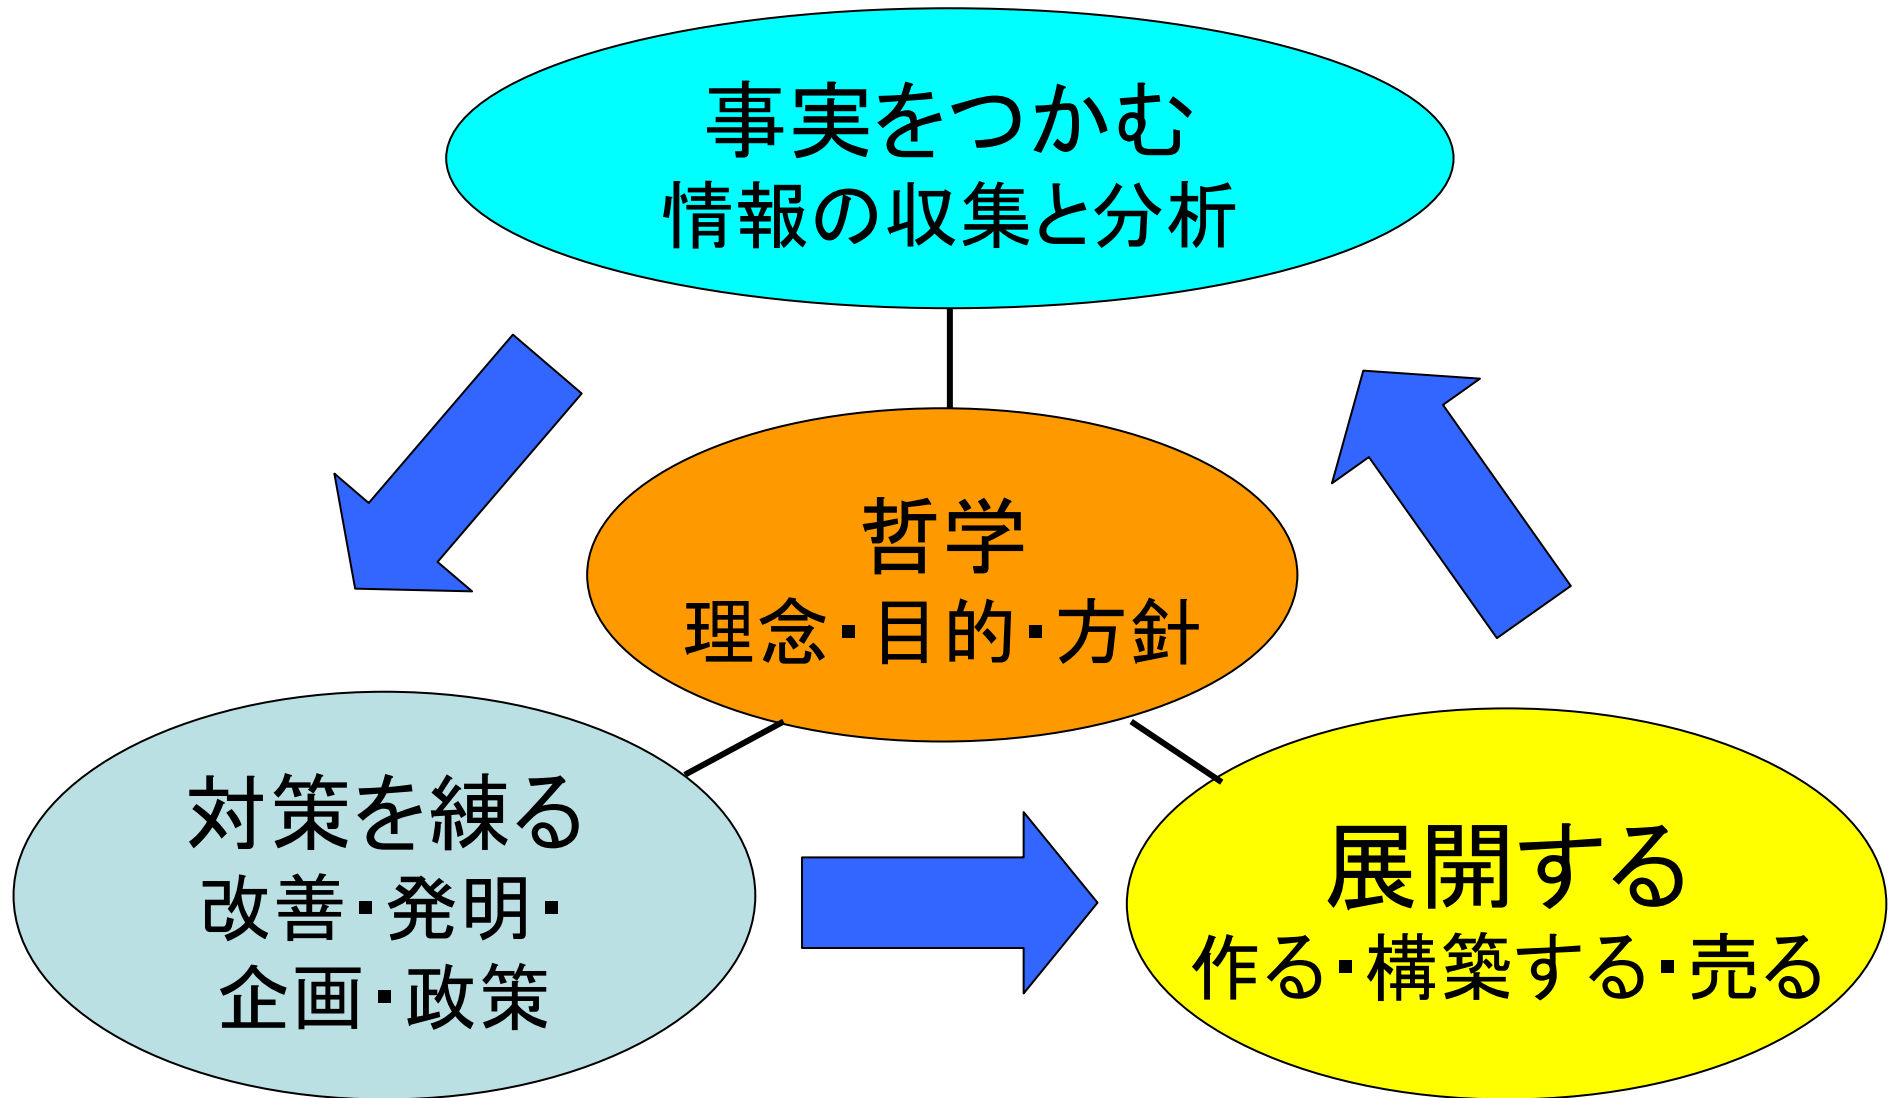 事実をつかむ
情報の収集と分析
哲学
理念・目的・方針
対策を練る
改善・発明・
企画・政策
展開する
作る・構築する・売る